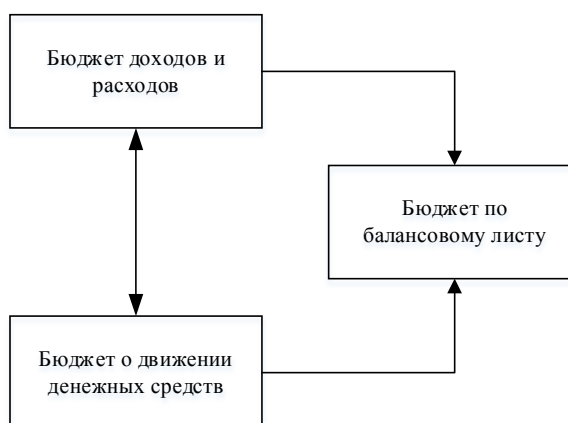 Бюджет доходов и
расходов
Бюджет по
балансовому листу
Бюджет о движении
денежных средств